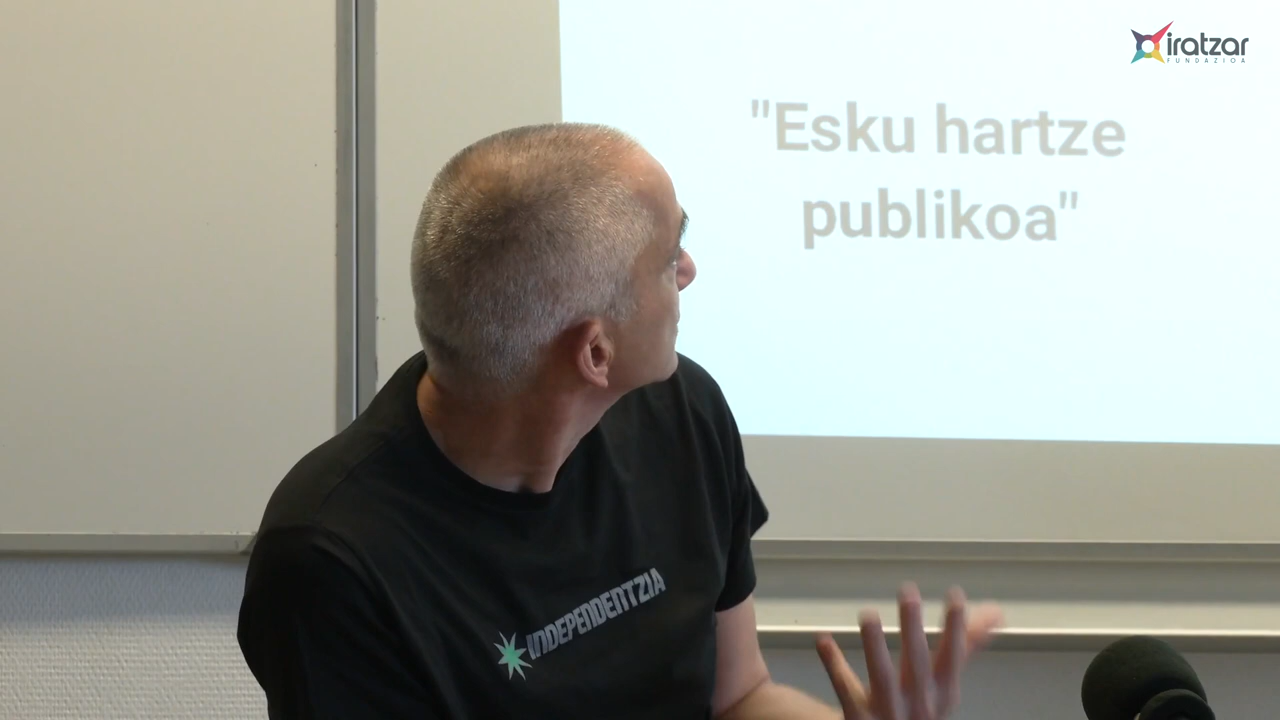 iratzar
FUNDAZIOA
"Esku hartze
publikoa"
INDEPENDENTZIA